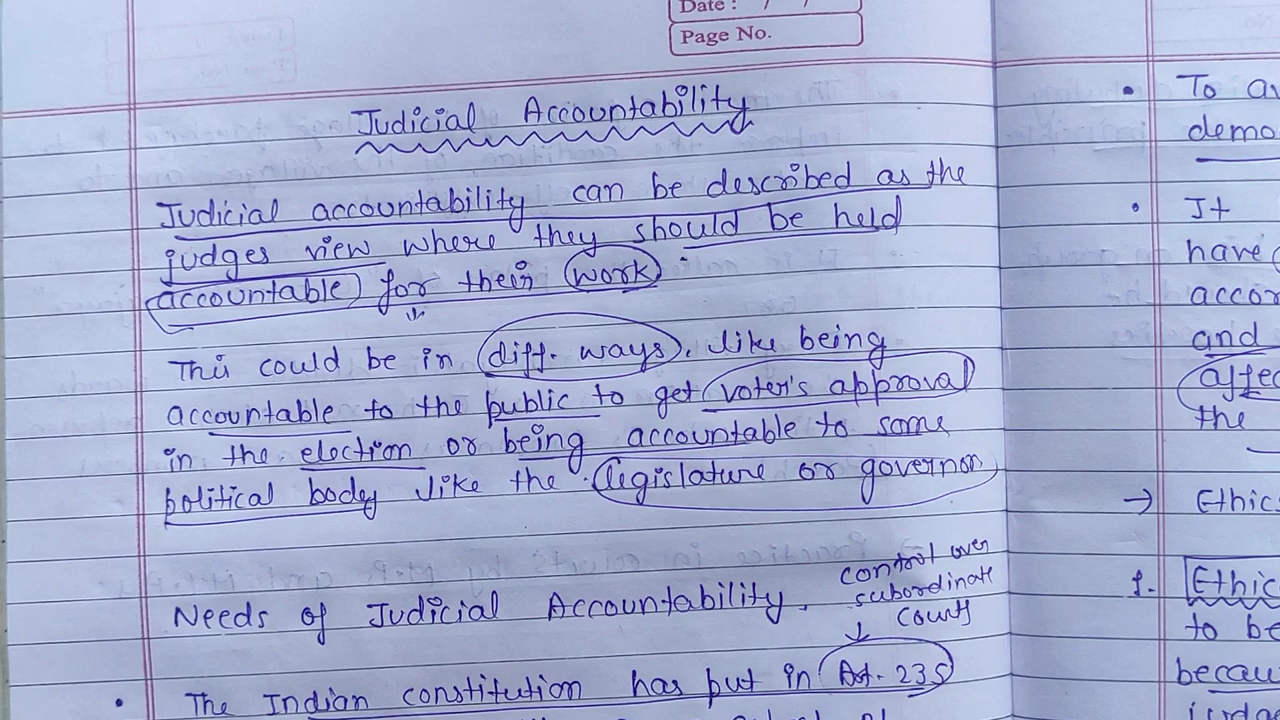 Date : / /
Page No.
Judicial Accountability
Judicial accountability can be described as the
judges view where they should be held
accountable for their work.
This could be in diff. ways, like being
accountable to the public to get voter's approval
in the election or being accountable to some
political body like the legislature or governor
control over
subordinate
courts
Needs of Judicial Accountability.
• The Indian constitution has put in Art. 235
• To
demo
• It
have
accor
and
affec
the
→ Ethic
1. Ethic
to be
becau